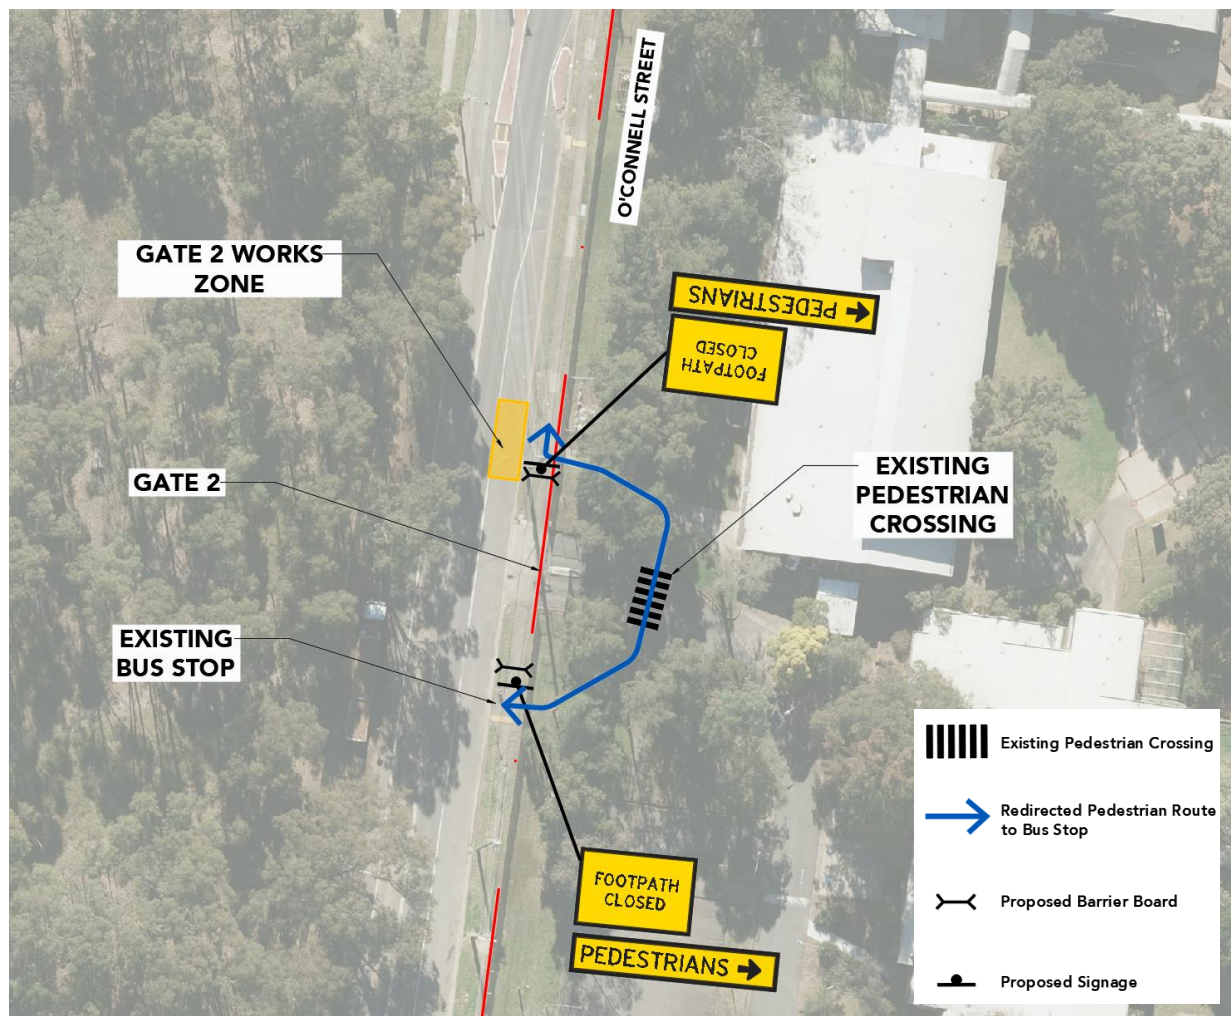 O'CONNELL STREET
GATE 2 WORKS
ZONE
PEDESTRIANS
FOOTPATH
CLOSED
GATE 2
EXISTING
PEDESTRIAN
CROSSING
EXISTING
BUS STOP
FOOTPATH
CLOSED
PEDESTRIANS
Existing Pedestrian Crossing
Redirected Pedestrian Route
to Bus Stop
Proposed Barrier Board
Proposed Signage